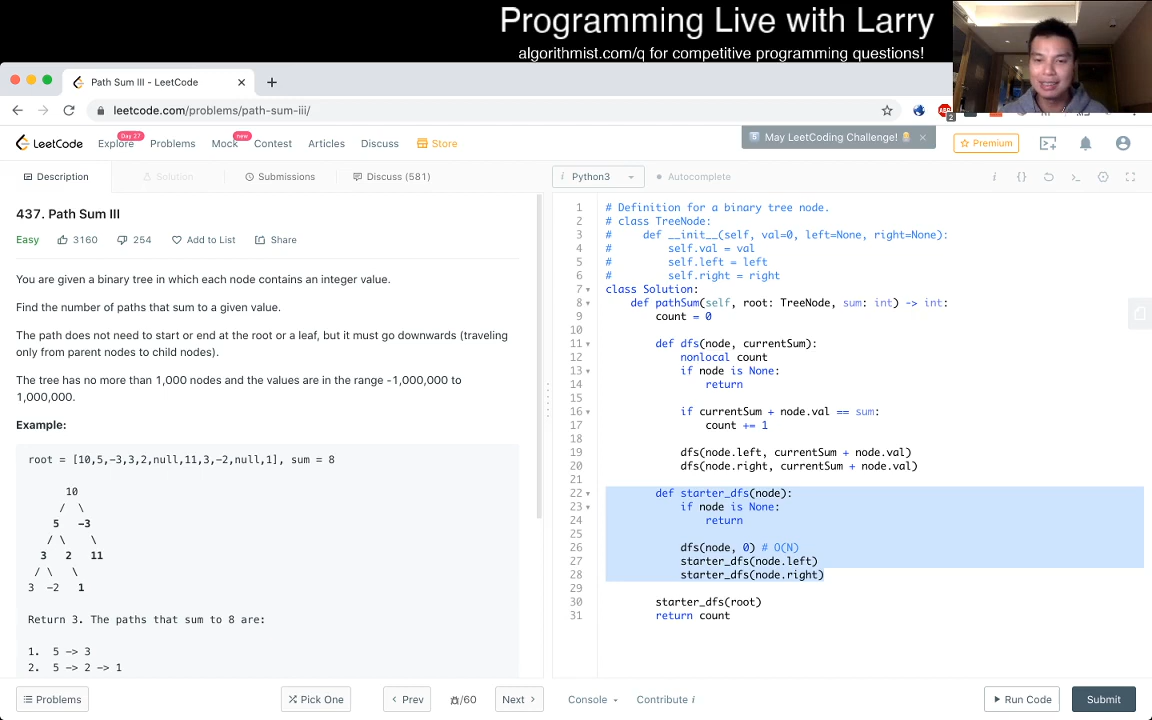 Programming Live with Larry
algorithmist.com/q for competitive programming questions!
Path Sum III - LeetCode
leetcode.com/problems/path-sum-iii/
ABP
2
LeetCode
Explore
Day 27
Problems
Mock
new
Contest
Articles
Discuss
Store
May LeetCoding Challenge!
Premium
Description
Solution
Submissions
Discuss (581)
i Python3
Autocomplete
437. Path Sum III
Easy 3160 254 Add to List Share
You are given a binary tree in which each node contains an integer value.
Find the number of paths that sum to a given value.
The path does not need to start or end at the root or a leaf, but it must go downwards (traveling
only from parent nodes to child nodes).
The tree has no more than 1,000 nodes and the values are in the range -1,000,000 to
1,000,000.
Example:
root = [10,5,-3,3,2,null,11,3,-2,null,1], sum = 8
10
/ \
5 -3
/ \ \
3 2 11
/ \ \
3 -2 1
Return 3. The paths that sum to 8 are:
1. 5 -> 3
2. 5 -> 2 -> 1
1 # Definition for a binary tree node.
2 # class TreeNode:
3 # def __init__(self, val=0, left=None, right=None):
4 # self.val = val
5 # self.left = left
6 # self.right = right
7 class Solution:
8 def pathSum(self, root: TreeNode, sum: int) -> int:
9 count = 0
10
11 def dfs(node, currentSum):
12 nonlocal count
13 if node is None:
14 return
15
16 if currentSum + node.val == sum:
17 count += 1
18
19 dfs(node.left, currentSum + node.val)
20 dfs(node.right, currentSum + node.val)
21
22 def starter_dfs(node):
23 if node is None:
24 return
25
26 dfs(node, 0) # O(N)
27 starter_dfs(node.left)
28 starter_dfs(node.right)
29
30 starter_dfs(root)
31 return count
Problems
Pick One
Prev
/60
Next
Console
Contribute i
Run Code
Submit